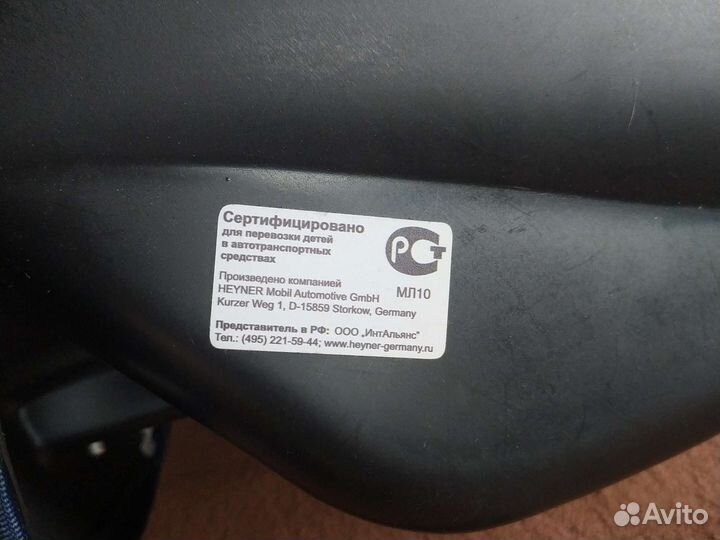 Сертифицировано
для перевозки детей
в автотранспортных
средствах
РСТ
МЛ10
Произведено компанией
HEYNER Mobil Automotive GmbH
Kurzer Weg 1, D-15859 Storkow, Germany
Представитель в РФ: ООО „ИнтАльянс"
Тел.: (495) 221-59-44; www.heyner-germany.ru
Avito